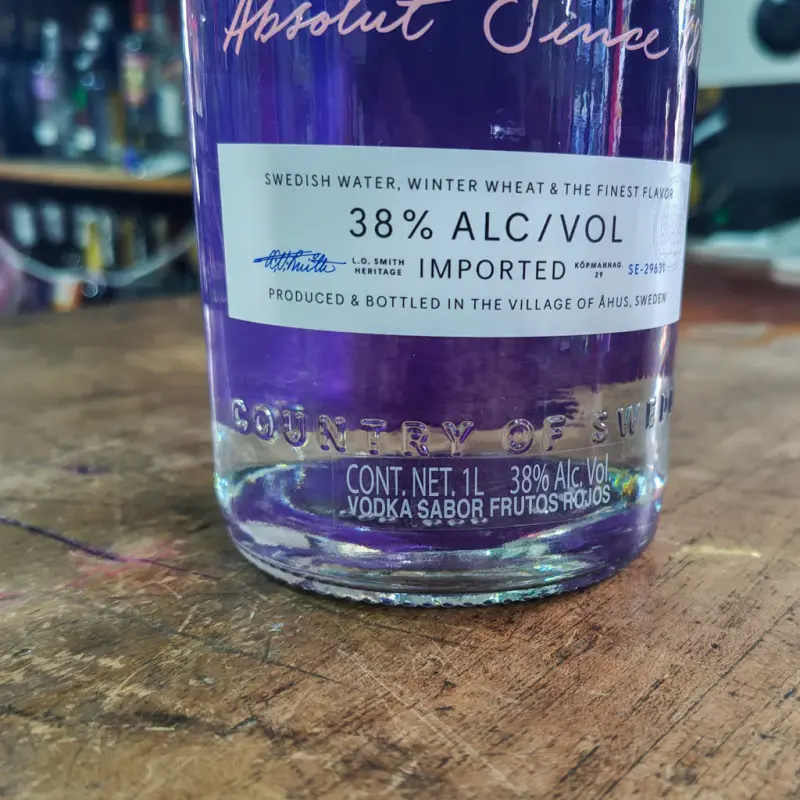 Absolut Since
SWEDISH WATER, WINTER WHEAT & THE FINEST FLAVOR
38% ALC/VOL
L.O. SMITH
HERITAGE
IMPORTED
KÖPMANNAG.
29
SE-29635
PRODUCED & BOTTLED IN THE VILLAGE OF ÅHUS, SWEDEN
COUNTRY OF SWEDEN
CONT. NET. 1L 38% Alc. Vol
VODKA SABOR FRUTOS ROJOS